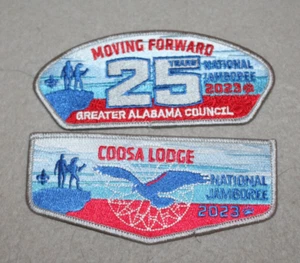 MOVING FORWARD
25 YEARS
NATIONAL
JAMBOREE
2023
GREATER ALABAMA COUNCIL
COOSA LODGE
NATIONAL
JAMBOREE
2023